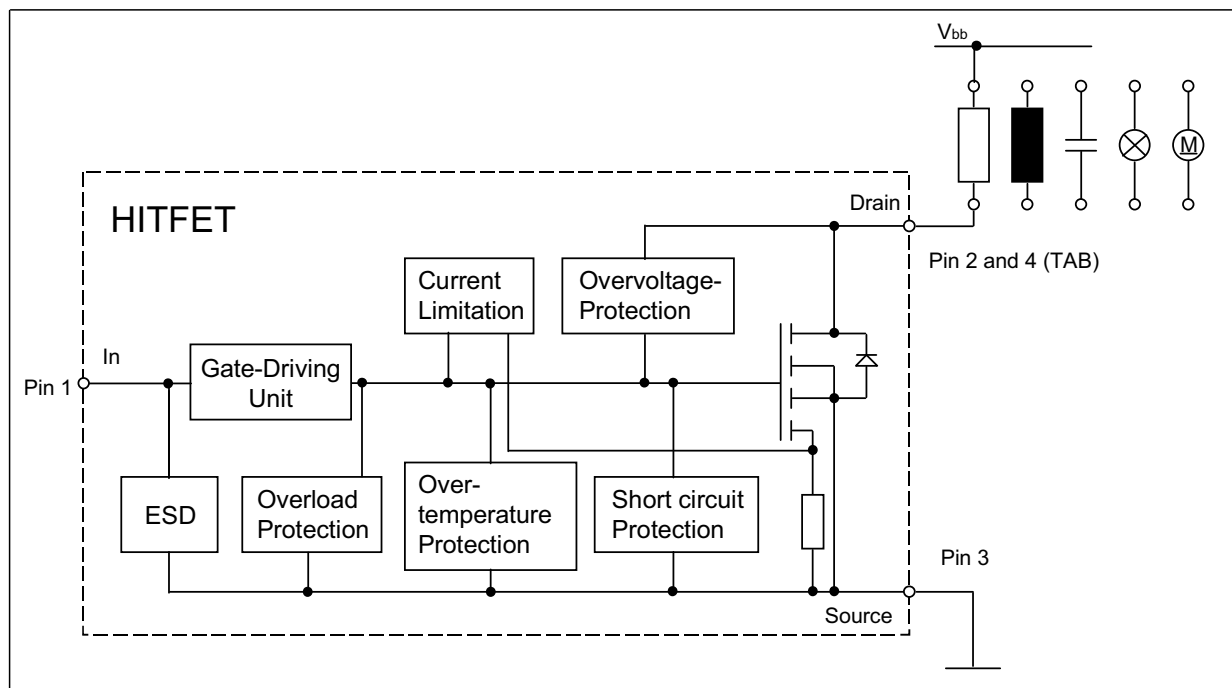 Vbb
M
HITFET
Drain
Pin 2 and 4 (TAB)
Current
Limitation
Overvoltage-
Protection
In
Pin 1
Gate-Driving
Unit
ESD
Overload
Protection
Over-
temperature
Protection
Short circuit
Protection
Pin 3
Source